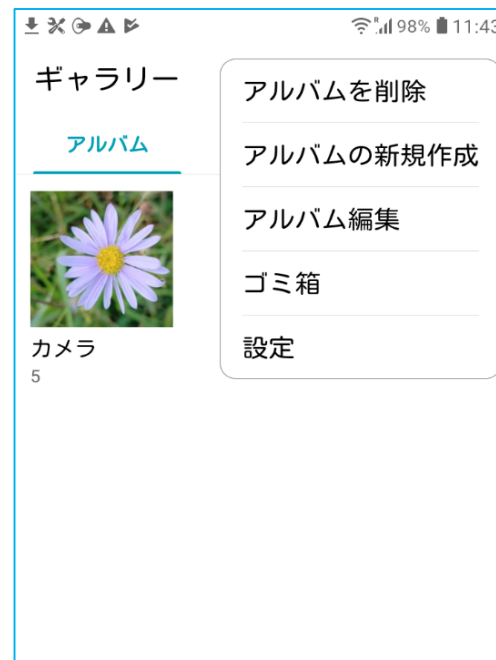 98% 11:43
ギャラリー
アルバム
カメラ
5
アルバムを削除
アルバムの新規作成
アルバム編集
ゴミ箱
設定